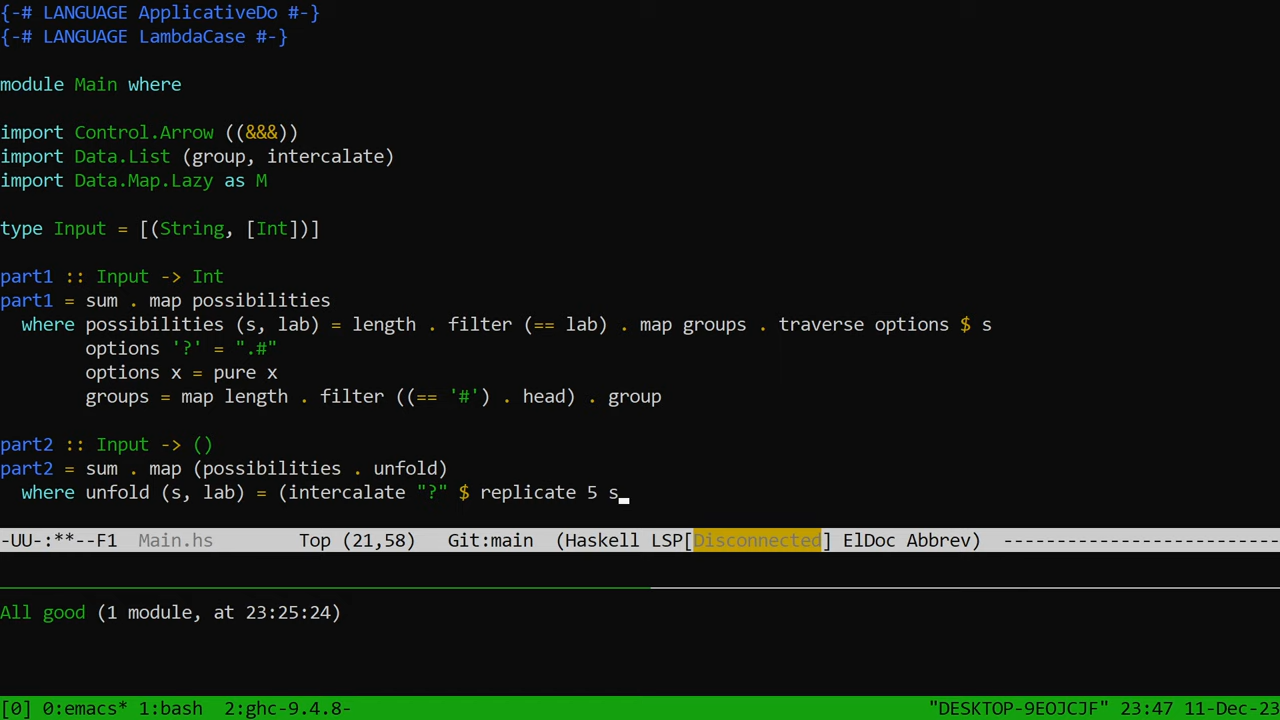 {-# LANGUAGE ApplicativeDo #-}
{-# LANGUAGE LambdaCase #-}
module Main where
import Control.Arrow ((&&&))
import Data.List (group, intercalate)
import Data.Map.Lazy as M
type Input = [(String, [Int])]
part1 :: Input -> Int
part1 = sum . map possibilities
  where possibilities (s, lab) = length . filter (== lab) . map groups . traverse options $ s
        options '?' = ".#"
        options x = pure x
        groups = map length . filter ((== '#') . head) . group
part2 :: Input -> ()
part2 = sum . map (possibilities . unfold)
  where unfold (s, lab) = (intercalate "?" $ replicate 5 s
-UU-:**--F1  Main.hs        Top (21,58)   Git:main  (Haskell LSP[Disconnected] ElDoc Abbrev)  --------------------------
All good (1 module, at 23:25:24)
[0] 0:emacs* 1:bash  2:ghc-9.4.8-    "DESKTOP-9EOJCJF" 23:47 11-Dec-23